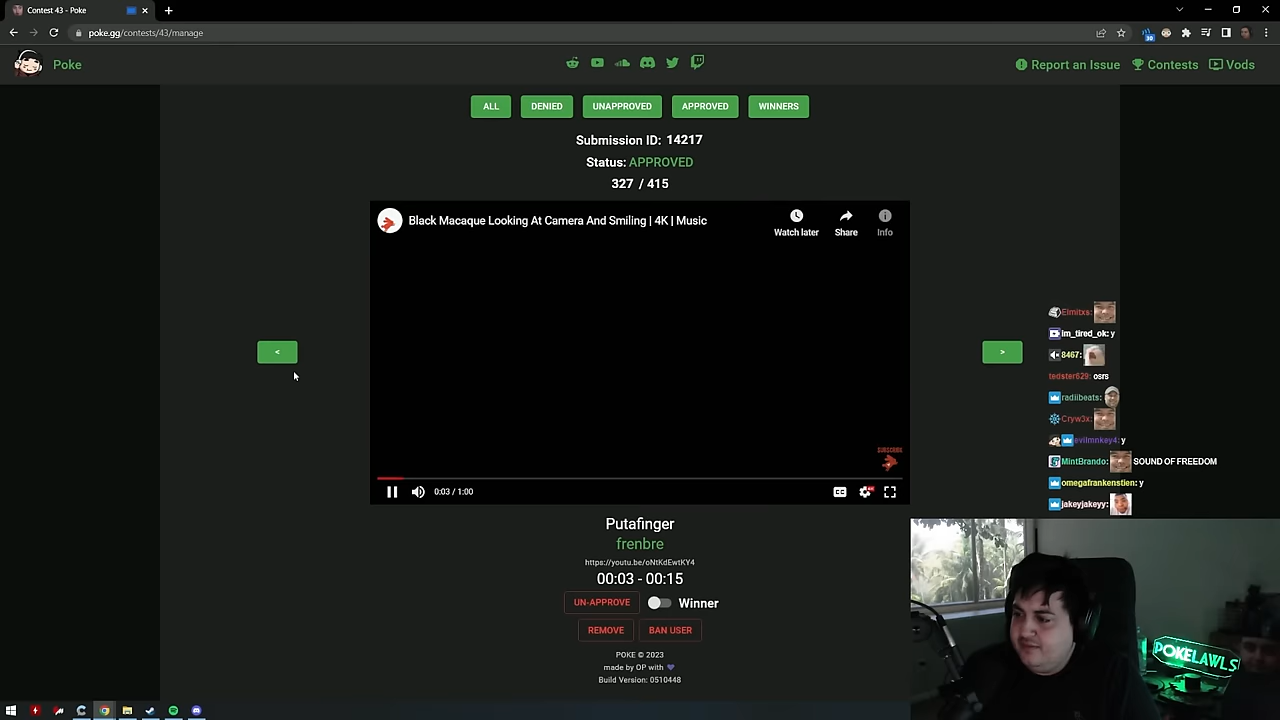 Contest 43 - Poke
poke.gg/contests/43/manage
30
Poke
Report an Issue
Contests
Vods
ALL
DENIED
UNAPPROVED
APPROVED
WINNERS
Submission ID: 14217
Status: APPROVED
327 / 415
Black Macaque Looking At Camera And Smiling | 4K | Music
Watch later
Share
Info
<
>
Elmitxs:
im_tired_ok: y
8467:
tedster629: osrs
radiibeats:
Cryw3x:
evilmnkey4: y
MintBrando: SOUND OF FREEDOM
omegafrankenstien: y
jakeyjakeyy:
SUBSCRIBE
0:03 / 1:00
CC
Putafinger
frenbre
https://youtu.be/oNtKdEwtKY4
00:03 - 00:15
UN-APPROVE
Winner
REMOVE
BAN USER
POKE © 2023
made by OP with
Build Version: 0510448
POKELAWLS